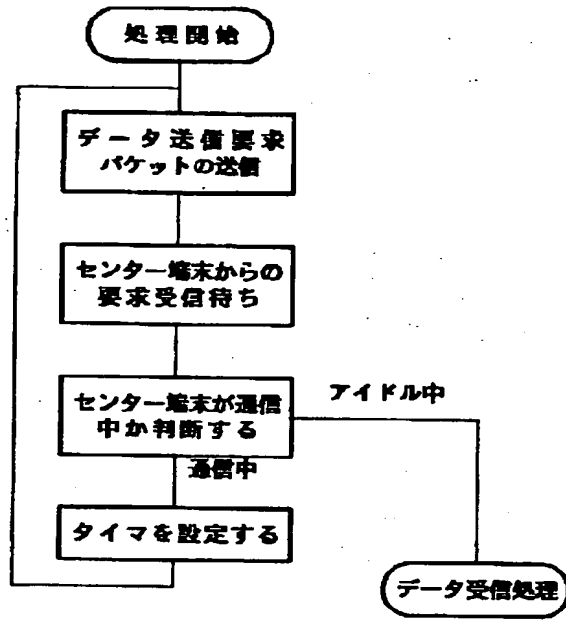 処理開始
データ送信要求
パケットの送信
センター端末からの
要求受信待ち
センター端末が通信
中か判断する
アイドル中
通信中
タイマを設定する
データ受信処理